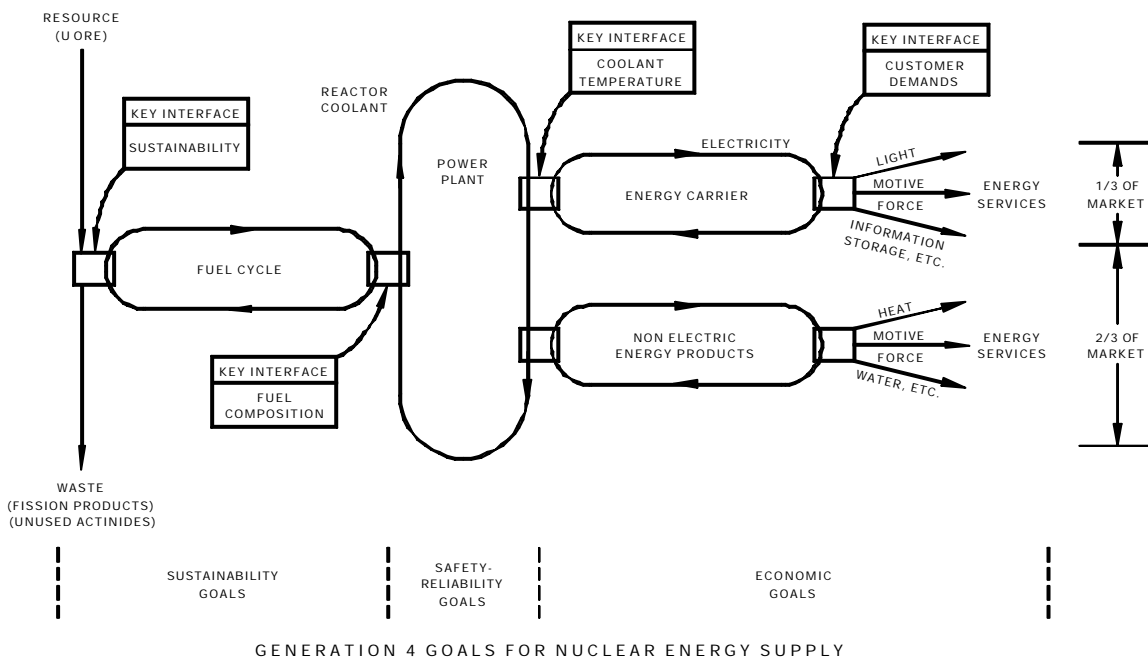 RESOURCE
(U ORE)
KEY INTERFACE
SUSTAINABILITY
FUEL CYCLE
KEY INTERFACE
FUEL
COMPOSITION
WASTE
(FISSION PRODUCTS)
(UNUSED ACTINIDES)
REACTOR
COOLANT
POWER
PLANT
KEY INTERFACE
COOLANT
TEMPERATURE
KEY INTERFACE
CUSTOMER
DEMANDS
ELECTRICITY
ENERGY CARRIER
LIGHT
MOTIVE
FORCE
INFORMATION
STORAGE, ETC.
ENERGY
SERVICES
1/3 OF
MARKET
NON ELECTRIC
ENERGY PRODUCTS
HEAT
MOTIVE
FORCE
WATER, ETC.
ENERGY
SERVICES
2/3 OF
MARKET
SUSTAINABILITY
GOALS
SAFETY-
RELIABILITY
GOALS
ECONOMIC
GOALS
GENERATION 4 GOALS FOR NUCLEAR ENERGY SUPPLY